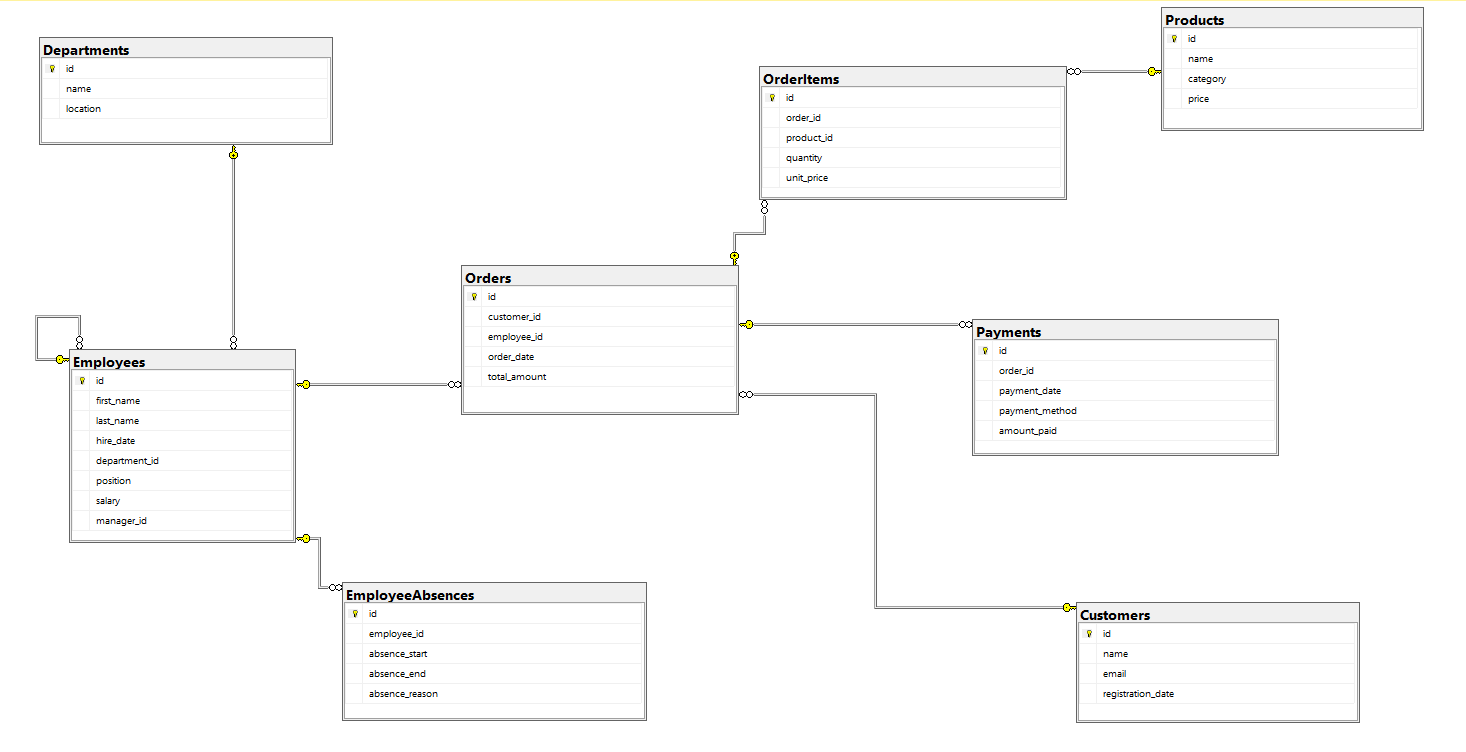 Departments
id
name
location
Products
id
name
category
price
OrderItems
id
order_id
product_id
quantity
unit_price
Orders
id
customer_id
employee_id
order_date
total_amount
Payments
id
order_id
payment_date
payment_method
amount_paid
Employees
id
first_name
last_name
hire_date
department_id
position
salary
manager_id
EmployeeAbsences
id
employee_id
absence_start
absence_end
absence_reason
Customers
id
name
email
registration_date